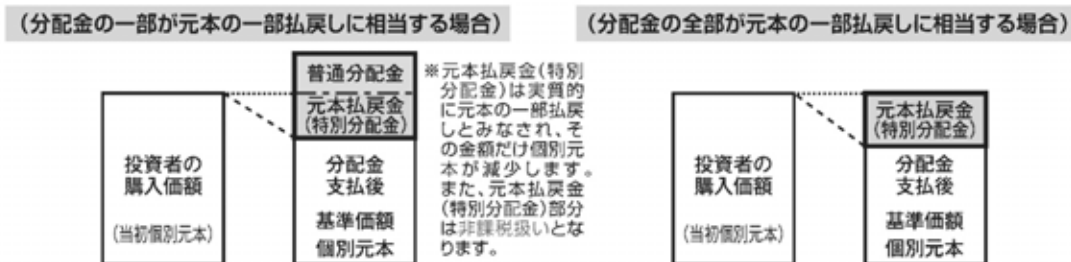 (分配金の一部が元本の一部払戻しに相当する場合)
普通分配金
元本払戻金
(特別分配金)
投資者の
購入価額
(当初個別元本)
分配金
支払後
基準価額
個別元本
※元本払戻金(特別
分配金)は実質的
に元本の一部払戻
しとみなされ、そ
の金額だけ個別元
本が減少します。
また、元本払戻金
(特別分配金)部分
は非課税扱いとな
ります。
(分配金の全部が元本の一部払戻しに相当する場合)
元本払戻金
(特別分配金)
投資者の
購入価額
(当初個別元本)
分配金
支払後
基準価額
個別元本